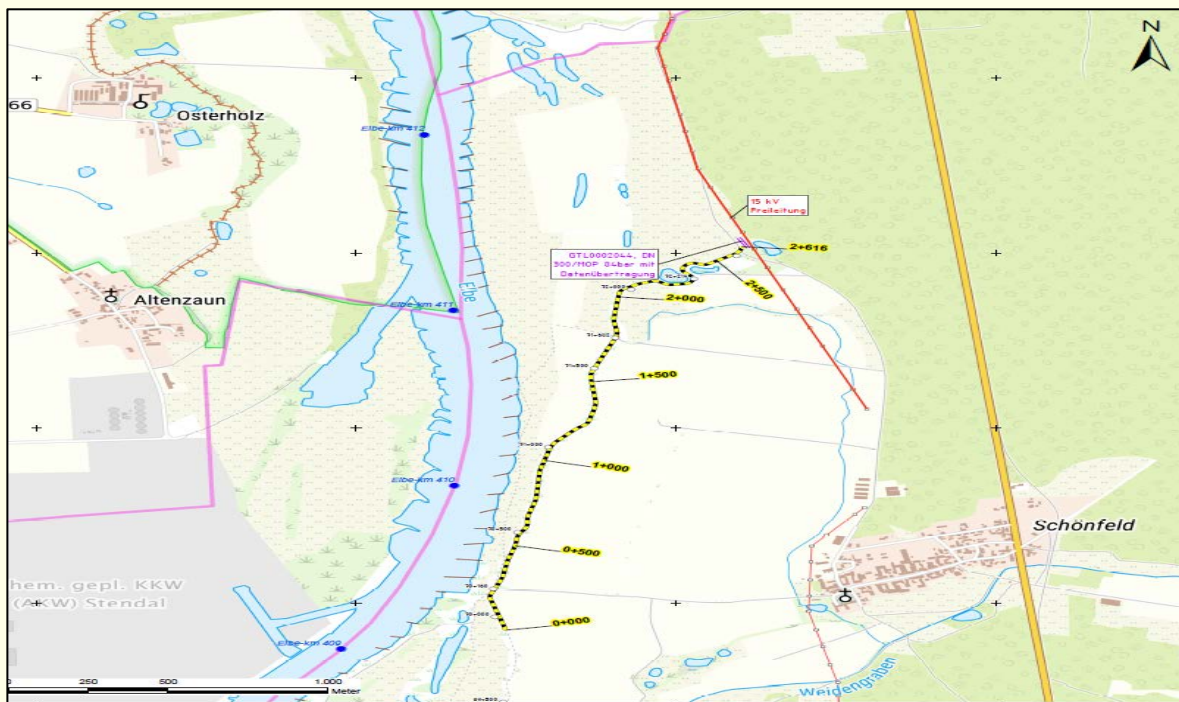 N
66
Osterholz
Elbe-km 412
15 kV
Freileitung
GTL0002044, DN
300/MOP 84bar mit
Datenübertragung
2+616
2+500
2+000
Altenzaun
Elbe-km 411
Elbe
1+500
1+000
Elbe-km 410
0+500
Schönfeld
hem. gepl. KKW
(AKW) Stendal
0+000
Elbe-km 409
Weidengraben
0 250 500 1.000
Meter